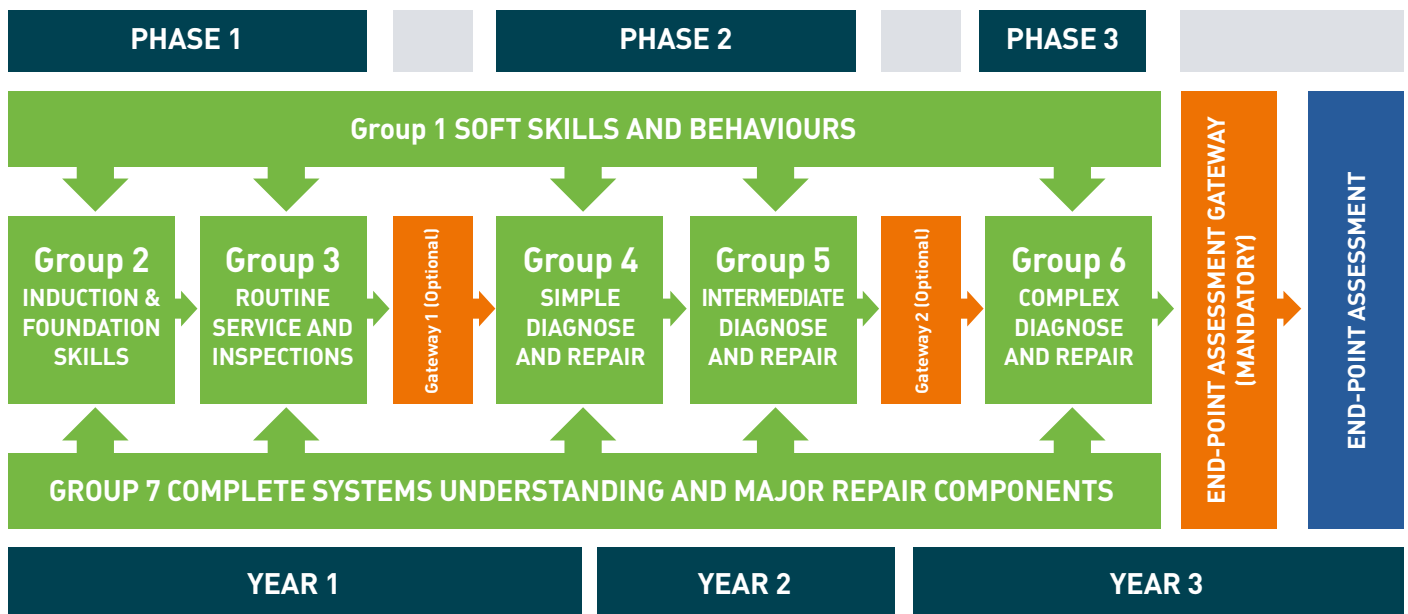 PHASE 1
PHASE 2
PHASE 3
Group 1 SOFT SKILLS AND BEHAVIOURS
Group 2
INDUCTION &
FOUNDATION
SKILLS
Group 3
ROUTINE
SERVICE AND
INSPECTIONS
Gateway 1 (Optional)
Group 4
SIMPLE
DIAGNOSE
AND REPAIR
Group 5
INTERMEDIATE
DIAGNOSE
AND REPAIR
Gateway 2 (Optional)
Group 6
COMPLEX
DIAGNOSE
AND REPAIR
END-POINT ASSESSMENT GATEWAY
(MANDATORY)
END-POINT ASSESSMENT
GROUP 7 COMPLETE SYSTEMS UNDERSTANDING AND MAJOR REPAIR COMPONENTS
YEAR 1
YEAR 2
YEAR 3